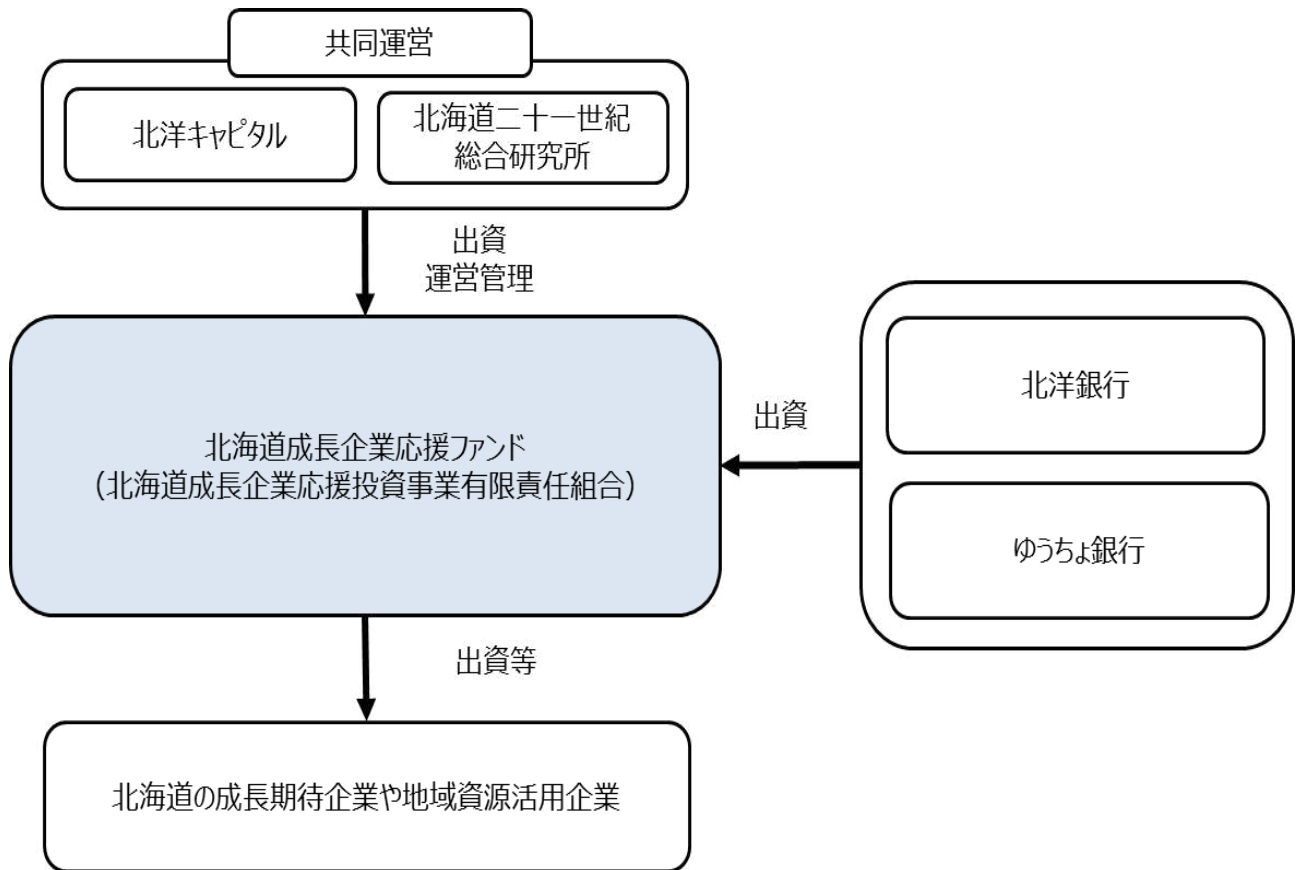 共同運営
北洋キャピタル
北海道二十一世紀
総合研究所
出資
運営管理
北海道成長企業応援ファンド
（北海道成長企業応援投資事業有限責任組合）
出資
北洋銀行
ゆうちょ銀行
出資等
北海道の成長期待企業や地域資源活用企業